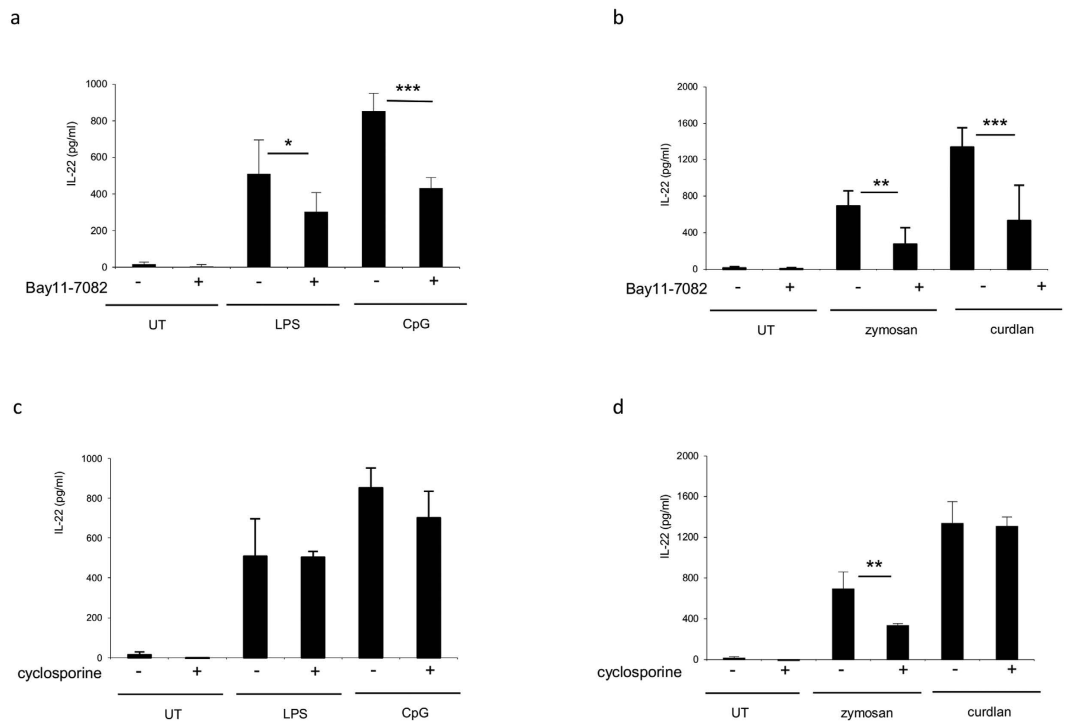 a
IL-22 (pg/ml)
1000
800
600
400
200
0
*
***
Bay11-7082 - + - + - +
UT LPS CpG
b
IL-22 (pg/ml)
2000
1600
1200
800
400
0
**
***
Bay11-7082 - + - + - +
UT zymosan curdlan
c
IL-22 (pg/ml)
1000
800
600
400
200
0
cyclosporine - + - + - +
UT LPS CpG
d
IL-22 (pg/ml)
2000
1600
1200
800
400
0
**
cyclosporine - + - + - +
UT zymosan curdlan